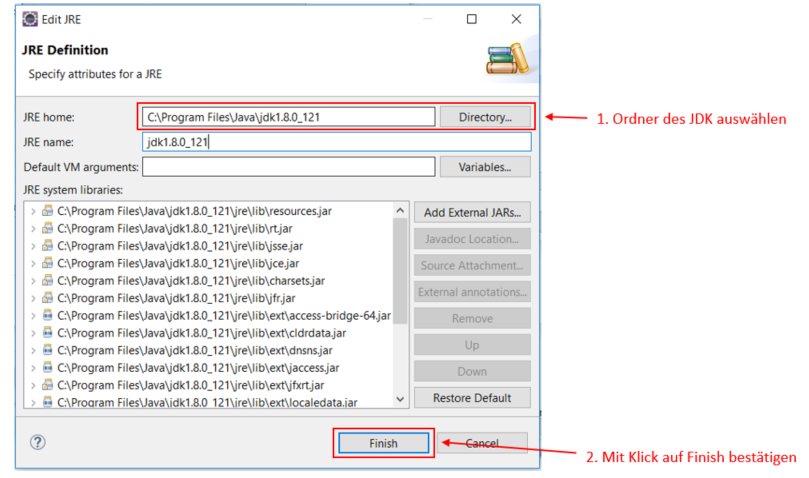 Edit JRE
JRE Definition
Specify attributes for a JRE
JRE home: C:\Program Files\Java\jdk1.8.0_121 Directory...
1. Ordner des JDK auswählen
JRE name: jdk1.8.0_121
Default VM arguments: Variables...
JRE system libraries:
C:\Program Files\Java\jdk1.8.0_121\jre\lib\resources.jar
C:\Program Files\Java\jdk1.8.0_121\jre\lib\rt.jar
C:\Program Files\Java\jdk1.8.0_121\jre\lib\jsse.jar
C:\Program Files\Java\jdk1.8.0_121\jre\lib\jce.jar
C:\Program Files\Java\jdk1.8.0_121\jre\lib\charsets.jar
C:\Program Files\Java\jdk1.8.0_121\jre\lib\jfr.jar
C:\Program Files\Java\jdk1.8.0_121\jre\lib\ext\access-bridge-64.jar
C:\Program Files\Java\jdk1.8.0_121\jre\lib\ext\cldrdata.jar
C:\Program Files\Java\jdk1.8.0_121\jre\lib\ext\dnsns.jar
C:\Program Files\Java\jdk1.8.0_121\jre\lib\ext\jaccess.jar
C:\Program Files\Java\jdk1.8.0_121\jre\lib\ext\jfxrt.jar
C:\Program Files\Java\jdk1.8.0_121\jre\lib\ext\localedata.jar
Add External JARs...
Javadoc Location...
Source Attachment...
External annotations...
Remove
Up
Down
Restore Default
Finish
Cancel
2. Mit Klick auf Finish bestätigen